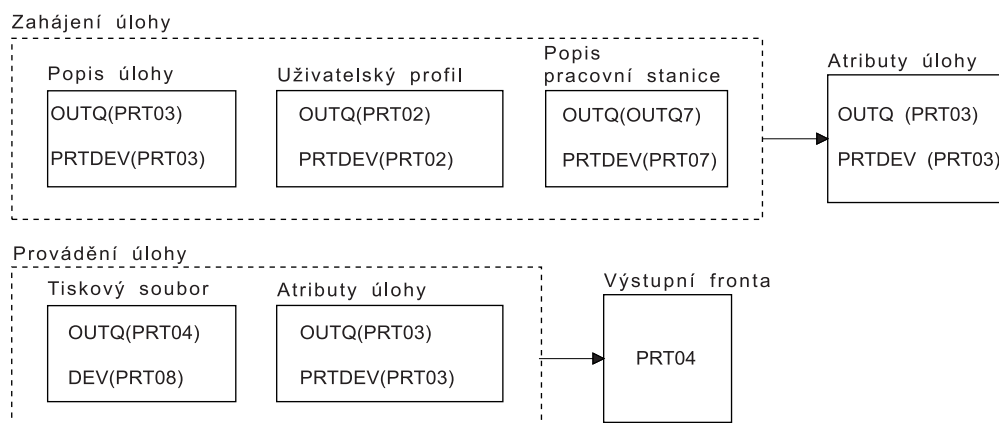 Zahájení úlohy
Popis úlohy
OUTQ(PRT03)
PRTDEV(PRT03)
Uživatelský profil
OUTQ(PRT02)
PRTDEV(PRT02)
Popis
pracovní stanice
OUTQ(OUTQ7)
PRTDEV(PRT07)
Atributy úlohy
OUTQ (PRT03)
PRTDEV (PRT03)
Provádění úlohy
Tiskový soubor
OUTQ(PRT04)
DEV(PRT08)
Atributy úlohy
OUTQ(PRT03)
PRTDEV(PRT03)
Výstupní fronta
PRT04